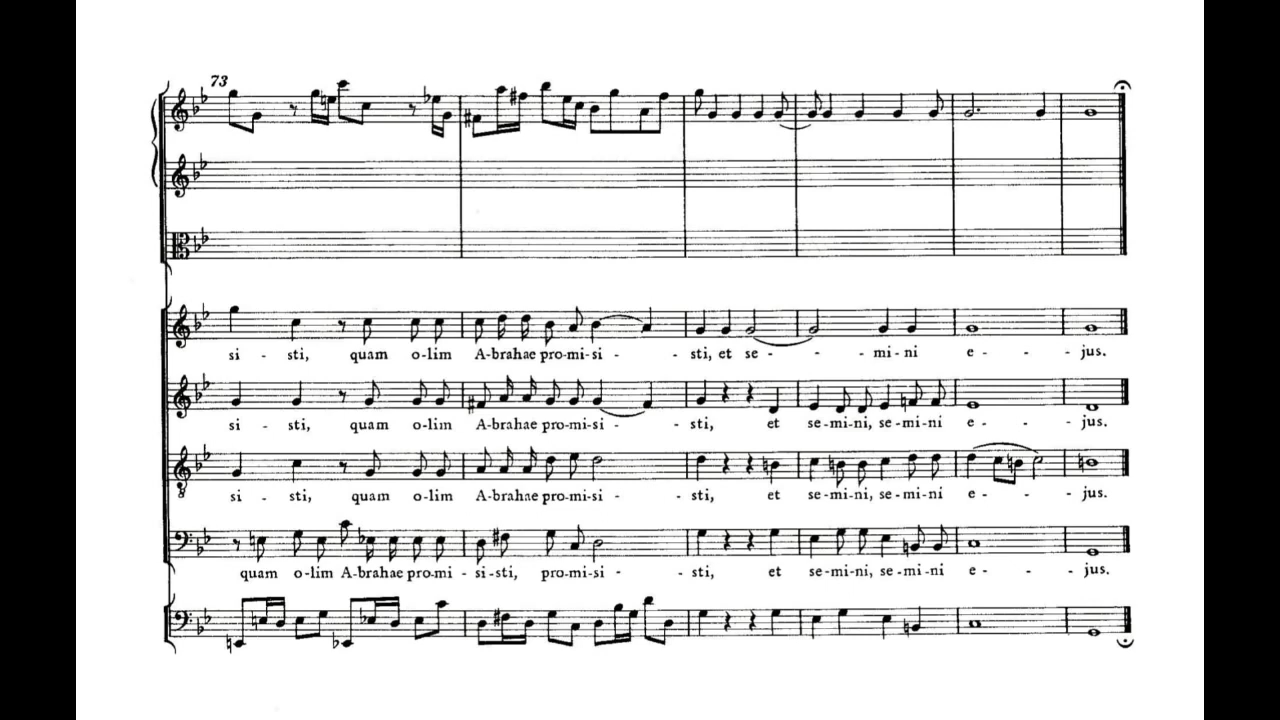 73
si - sti, quam o-lim A-brahae pro-mi-si - - sti, et se - - - mi - ni e - - - jus.
si - sti, quam o-lim A-brahae pro-mi-si - - sti, et se-mi-ni, se-mi-ni e - - - jus.
8
si - sti, quam o-lim A-brahae pro-mi-si - - sti, et se-mi-ni, se-mi-ni e - - - jus.
quam o-lim A-brahae pro-mi - si-sti, pro-mi-si - - sti, et se-mi-ni, se-mi-ni e - - - jus.